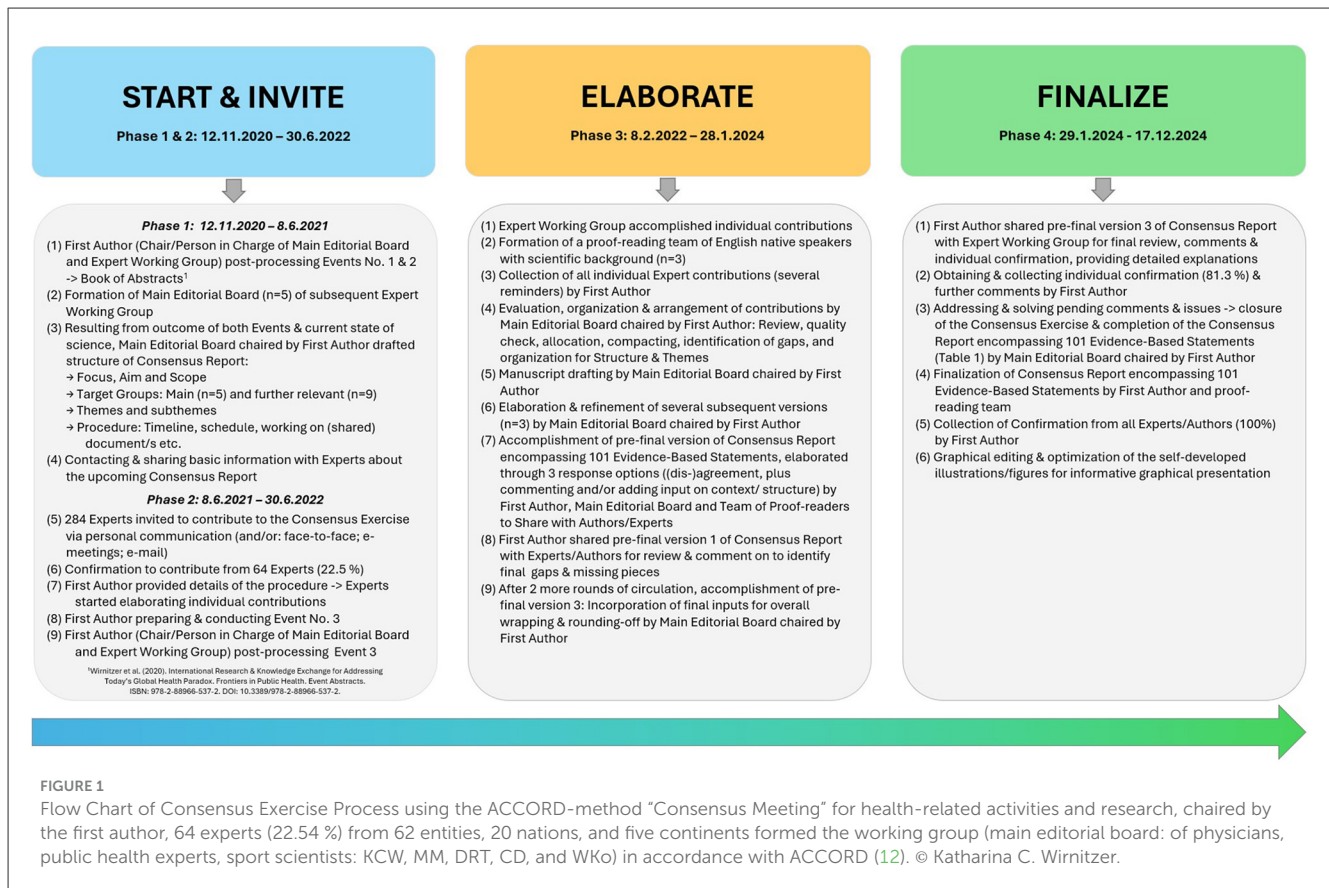 START & INVITE
Phase 1 & 2: 12.11.2020 – 30.6.2022
Phase 1:  12.11.2020 – 8.6.2021
(1) First Author (Chair/Person in Charge of Main Editorial Board
and Expert Working Group) post-processing Events No. 1 & 2
-> Book of Abstracts¹
(2) Formation of Main Editorial Board (n=5) of subsequent Expert
Working Group
(3) Resulting from outcome of both Events & current state of
science, Main Editorial Board chaired by First Author drafted
structure of Consensus Report:
→ Focus, Aim and Scope
→ Target Groups: Main (n=5) and further relevant (n=9)
→ Themes and subthemes
→ Procedure: Timeline, schedule, working on (shared)
document/s etc.
(4) Contacting & sharing basic information with Experts about
the upcoming Consensus Report
Phase 2: 8.6.2021 – 30.6.2022
(5) 284 Experts invited to contribute to the Consensus Exercise
via personal communication (and/or: face-to-face; e-
meetings; e-mail)
(6) Confirmation to contribute from 64 Experts (22.5 %)
(7) First Author provided details of the procedure -> Experts
started elaborating individual contributions
(8) First Author preparing & conducting Event No. 3
(9) First Author (Chair/Person in Charge of Main Editorial Board
and Expert Working Group) post-processing  Event 3
¹Wirnitzer et al. (2020). International Research & Knowledge Exchange for Addressing
Today's Global Health Paradox. Frontiers in Public Health. Event Abstracts.
ISBN: 978-2-88966-537-2. DOI: 10.3389/978-2-88966-537-2.
ELABORATE
Phase 3: 8.2.2022 – 28.1.2024
(1) Expert Working Group accomplished individual contributions
(2) Formation of a proof-reading team of English native speakers
with scientific background (n=3)
(3) Collection of all individual Expert contributions (several
reminders) by First Author
(4) Evaluation, organization & arrangement of contributions by
Main Editorial Board chaired by First Author: Review, quality
check, allocation, compacting, identification of gaps, and
organization for Structure & Themes
(5) Manuscript drafting by Main Editorial Board chaired by First
Author
(6) Elaboration & refinement of several subsequent versions
(n=3) by Main Editorial Board chaired by First Author
(7) Accomplishment of pre-final version of Consensus Report
encompassing 101 Evidence-Based Statements, elaborated
through 3 response options ((dis-)agreement, plus
commenting and/or adding input on context/ structure) by
First Author, Main Editorial Board and Team of Proof-readers
to Share with Authors/Experts
(8) First Author shared pre-final version 1 of Consensus Report
with Experts/Authors for review & comment on to identify
final  gaps & missing pieces
(9) After 2 more rounds of circulation, accomplishment of pre-
final version 3: Incorporation of final inputs for overall
wrapping & rounding-off by Main Editorial Board chaired by
First Author
FINALIZE
Phase 4: 29.1.2024 - 17.12.2024
(1) First Author shared pre-final version 3 of Consensus Report
with Expert Working Group for final review, comments &
individual confirmation, providing detailed explanations
(2) Obtaining & collecting individual confirmation (81.3 %) &
further comments by First Author
(3) Addressing & solving pending comments & issues -> closure
of the Consensus Exercise & completion of the Consensus
Report encompassing 101 Evidence-Based Statements
(Table 1) by Main Editorial Board chaired by First Author
(4) Finalization of Consensus Report encompassing 101
Evidence-Based Statements by First Author and proof-
reading team
(5) Collection of Confirmation from all Experts/Authors (100%)
by First Author
(6) Graphical editing & optimization of the self-developed
illustrations/figures for informative graphical presentation
FIGURE 1
Flow Chart of Consensus Exercise Process using the ACCORD-method "Consensus Meeting" for health-related activities and research, chaired by
the first author, 64 experts (22.54 %) from 62 entities, 20 nations, and five continents formed the working group (main editorial board: of physicians,
public health experts, sport scientists: KCW, MM, DRT, CD, and WKo) in accordance with ACCORD (12). © Katharina C. Wirnitzer.